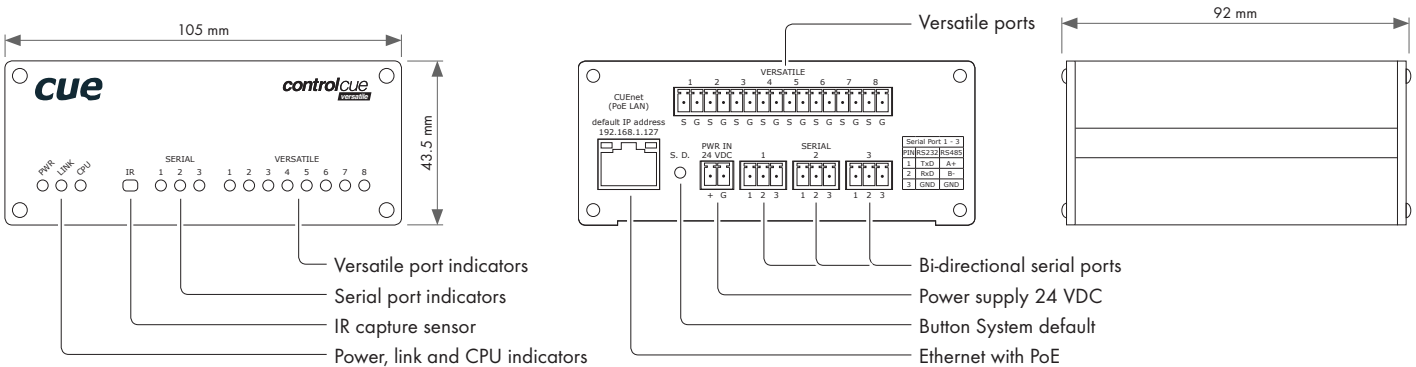 105 mm
cue
controlcue
versatile
43.5 mm
PWR LINK CPU
IR
SERIAL
1 2 3
VERSATILE
1 2 3 4 5 6 7 8
Versatile port indicators
Serial port indicators
IR capture sensor
Power, link and CPU indicators
Versatile ports
VERSATILE
1 2 3 4 5 6 7 8
S G S G S G S G S G S G S G S G
CUEnet
(PoE LAN)
default IP address
192.168.1.127
S. D.
PWR IN
24 VDC
+ G
SERIAL
1 2 3
1 2 3 1 2 3 1 2 3
Serial Port 1 - 3
PIN RS232 RS485
1 TxD A+
2 RxD B-
3 GND GND
Bi-directional serial ports
Power supply 24 VDC
Button System default
Ethernet with PoE
92 mm